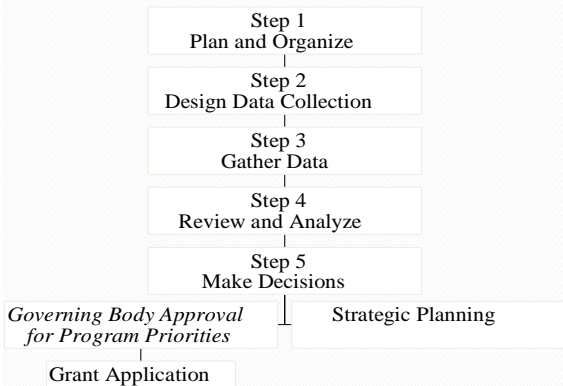 Step 1
Plan and Organize
Step 2
Design Data Collection
Step 3
Gather Data
Step 4
Review and Analyze
Step 5
Make Decisions
Governing Body Approval
for Program Priorities
Strategic Planning
Grant Application